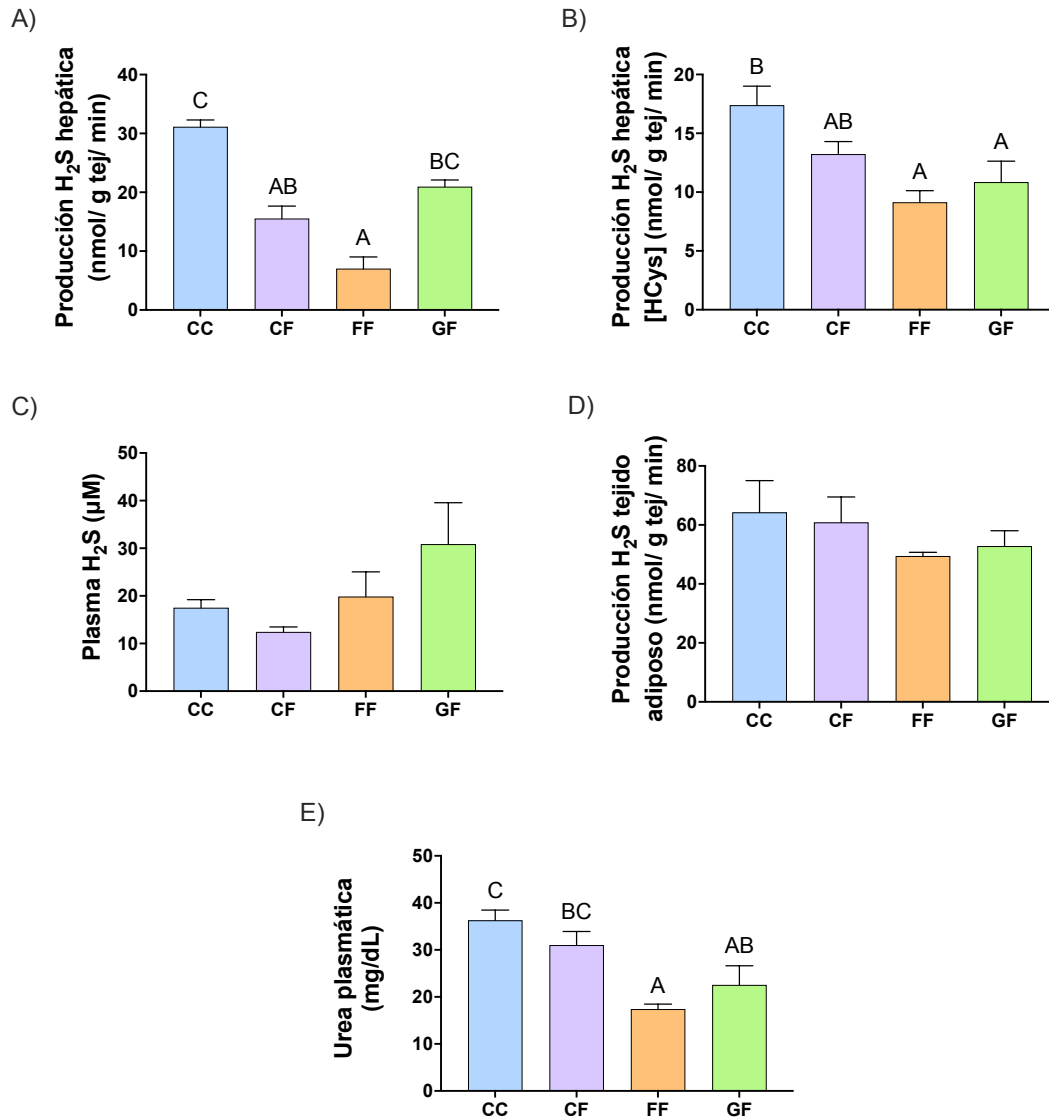 A)
Producción H₂S hepática
(nmol/ g tej/ min)
40
30
20
10
0
C
AB
A
BC
CC
CF
FF
GF
B)
Producción H₂S hepática
[HCys] (nmol/ g tej/ min)
20
15
10
5
0
B
AB
A
A
CC
CF
FF
GF
C)
Plasma H₂S (µM)
50
40
30
20
10
0
CC
CF
FF
GF
D)
Producción H₂S tejido
adiposo (nmol/ g tej/ min)
80
60
40
20
0
CC
CF
FF
GF
E)
Urea plasmática
(mg/dL)
50
40
30
20
10
0
C
BC
A
AB
CC
CF
FF
GF